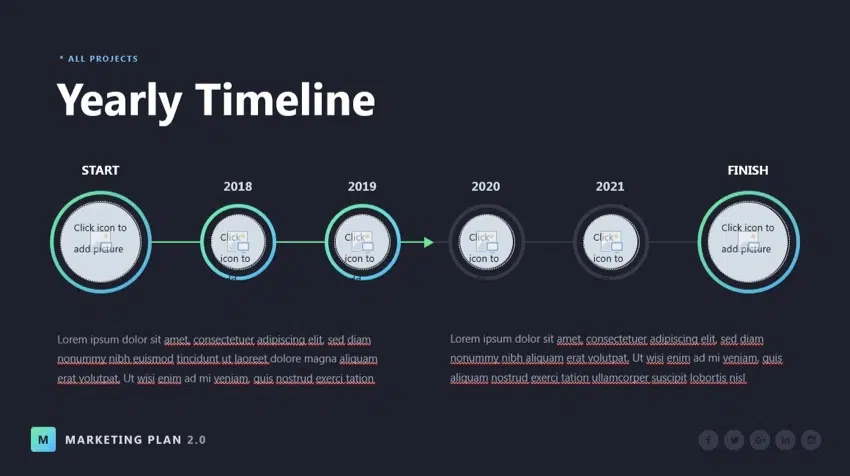 * ALL PROJECTS
Yearly Timeline
START
2018
2019
2020
2021
FINISH
Click icon to
add picture
Click
icon to
Click
icon to
Click
icon to
Click
icon to
Click icon to
add picture
Lorem ipsum dolor sit amet, consectetuer adipiscing elit, sed diam
nonummy nibh euismod tincidunt ut laoreet dolore magna aliquam
erat volutpat. Ut wisi enim ad mi veniam, quis nostrud exerci tation
Lorem ipsum dolor sit amet, consectetuer adipiscing elit, sed diam
nonummy nibh aliquam erat volutpat. Ut wisi enim ad mi veniam, quis
aliquam nostrud exerci tation ullamcorper suscipit lobortis nisl
M MARKETING PLAN 2.0